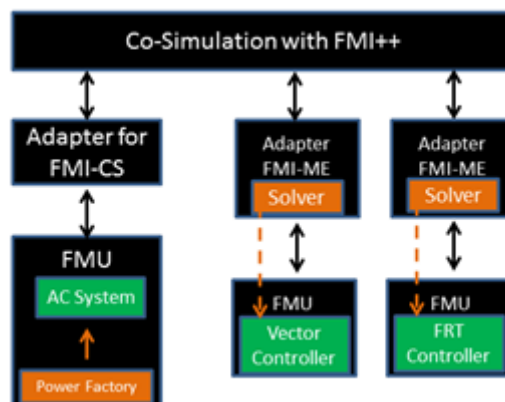 Co-Simulation with FMI++
Adapter for
FMI-CS
Adapter
FMI-ME
Solver
Adapter
FMI-ME
Solver
FMU
AC System
Power Factory
FMU
Vector
Controller
FMU
FRT
Controller